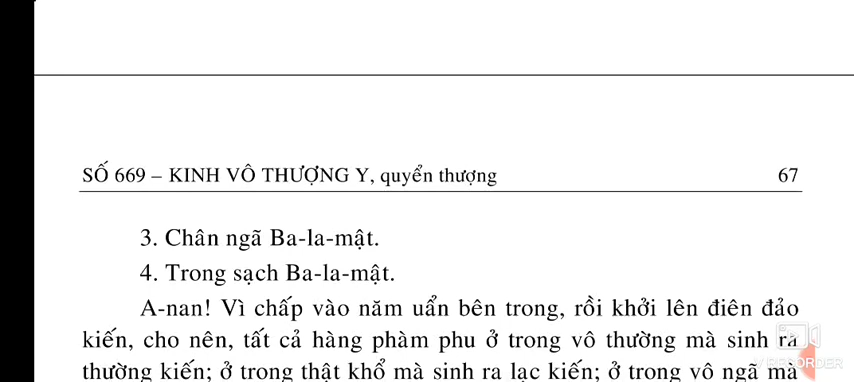 SỐ 669 – KINH VÔ THƯỢNG Y, quyển thượng 67
3. Chân ngã Ba-la-mật.
4. Trong sạch Ba-la-mật.
A-nan! Vì chấp vào năm uẩn bên trong, rồi khởi lên điên đảo
kiến, cho nên, tất cả hàng phàm phu ở trong vô thường mà sinh ra
thường kiến; ở trong thật khổ mà sinh ra lạc kiến; ở trong vô ngã mà
V RECORDER